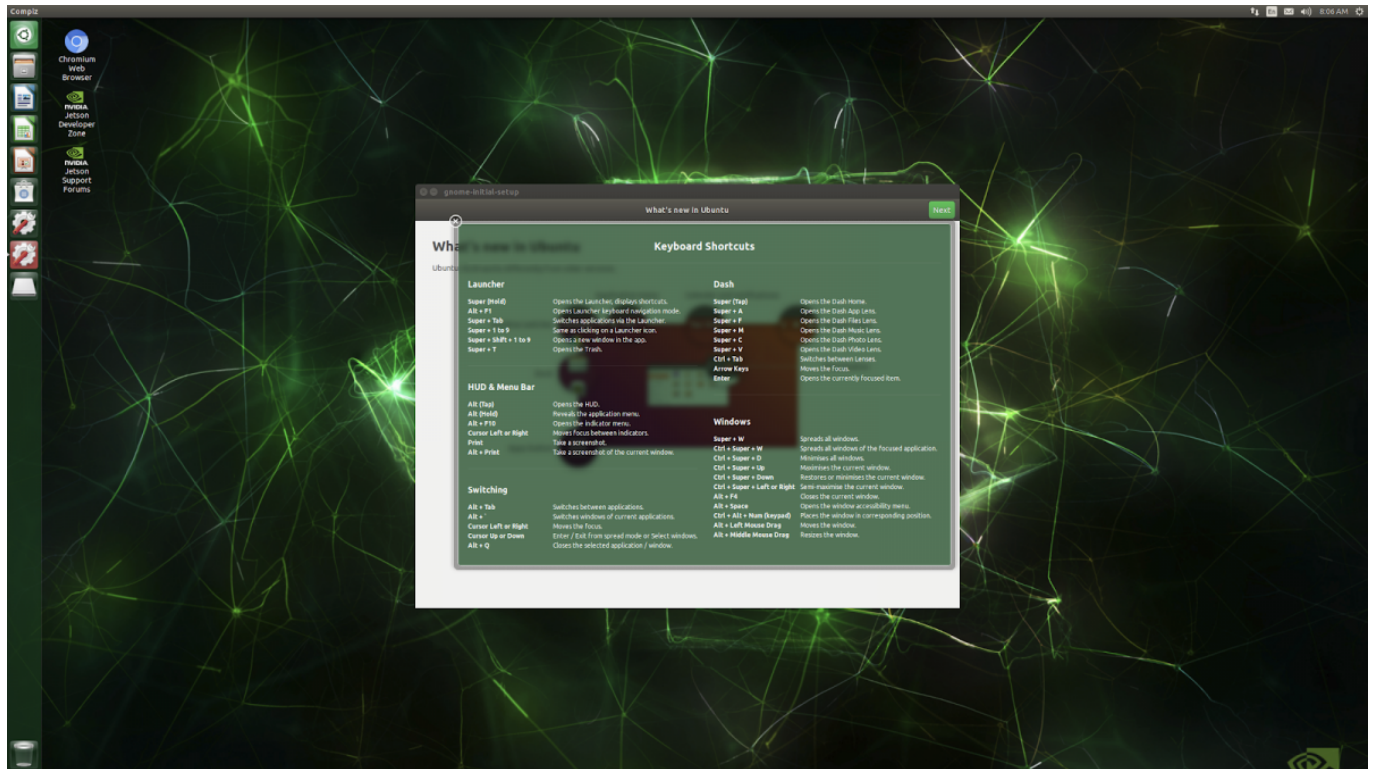 Compiz
En
8:06 AM
Chromium
Web
Browser
NVIDIA.
Jetson
Developer
Zone
NVIDIA.
Jetson
Support
Forums
gnome-initial-setup
What's new in Ubuntu
Next
What's new in Ubuntu
Ubuntu
Keyboard Shortcuts
Launcher
Super (Hold) Opens the Launcher, displays shortcuts.
Alt + F1 Opens Launcher keyboard navigation mode.
Super + Tab Switches applications via the Launcher.
Super + 1 to 9 Same as clicking on a Launcher icon.
Super + Shift + 1 to 9 Opens a new window in the app.
Super + T Opens the Trash.
HUD & Menu Bar
Alt (Tap) Opens the HUD.
Alt (Hold) Reveals the application menu.
Alt + F10 Opens the indicator menu.
Cursor Left or Right Moves focus between indicators.
Print Take a screenshot.
Alt + Print Take a screenshot of the current window.
Switching
Alt + Tab Switches between applications.
Alt + ` Switches windows of current applications.
Cursor Left or Right Moves the focus.
Cursor Up or Down Enter / Exit from spread mode or Select windows.
Alt + Q Closes the selected application / window.
Dash
Super (Tap) Opens the Dash Home.
Super + A Opens the Dash App Lens.
Super + F Opens the Dash Files Lens.
Super + M Opens the Dash Music Lens.
Super + C Opens the Dash Photo Lens.
Super + V Opens the Dash Video Lens.
Ctrl + Tab Switches between Lenses.
Arrow Keys Moves the focus.
Enter Opens the currently focused item.
Windows
Super + W Spreads all windows.
Ctrl + Super + W Spreads all windows of the focused application.
Ctrl + Super + D Minimises all windows.
Ctrl + Super + Up Maximises the current window.
Ctrl + Super + Down Restores or minimises the current window.
Ctrl + Super + Left or Right Semi-maximise the current window.
Alt + F4 Closes the current window.
Alt + Space Opens the window accessibility menu.
Ctrl + Alt + Num (keypad) Places the window in corresponding position.
Alt + Left Mouse Drag Moves the window.
Alt + Middle Mouse Drag Resizes the window.